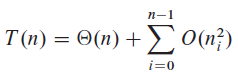 T(n) = Θ(n) + ∑_{i=0}^{n−1} O(n_i^2)